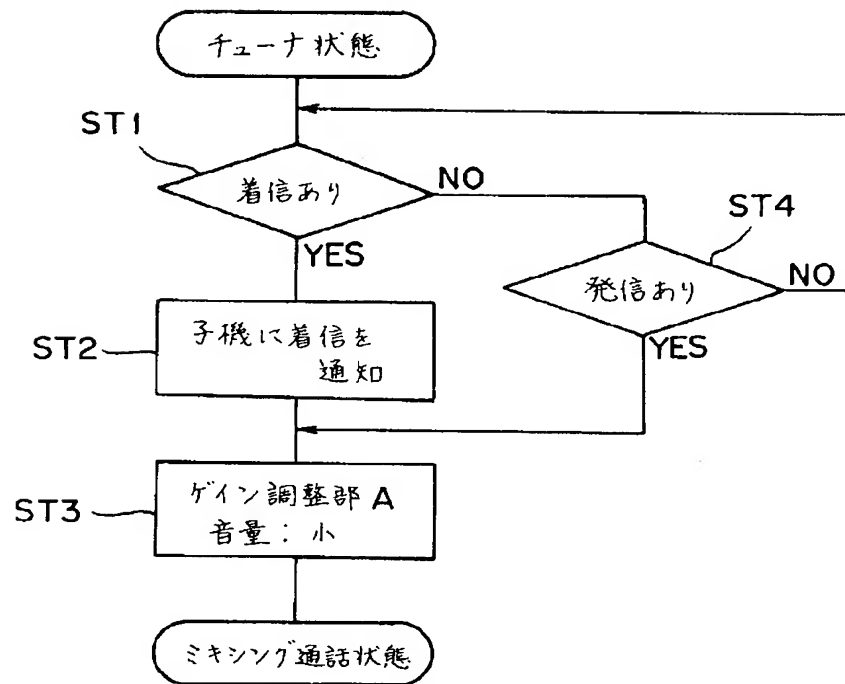 チューナ状態
ST1
着信あり
NO
YES
ST4
発信あり
NO
YES
ST2
子機に着信を
通知
ST3
ゲイン調整部 A
音量：小
ミキシング通話状態